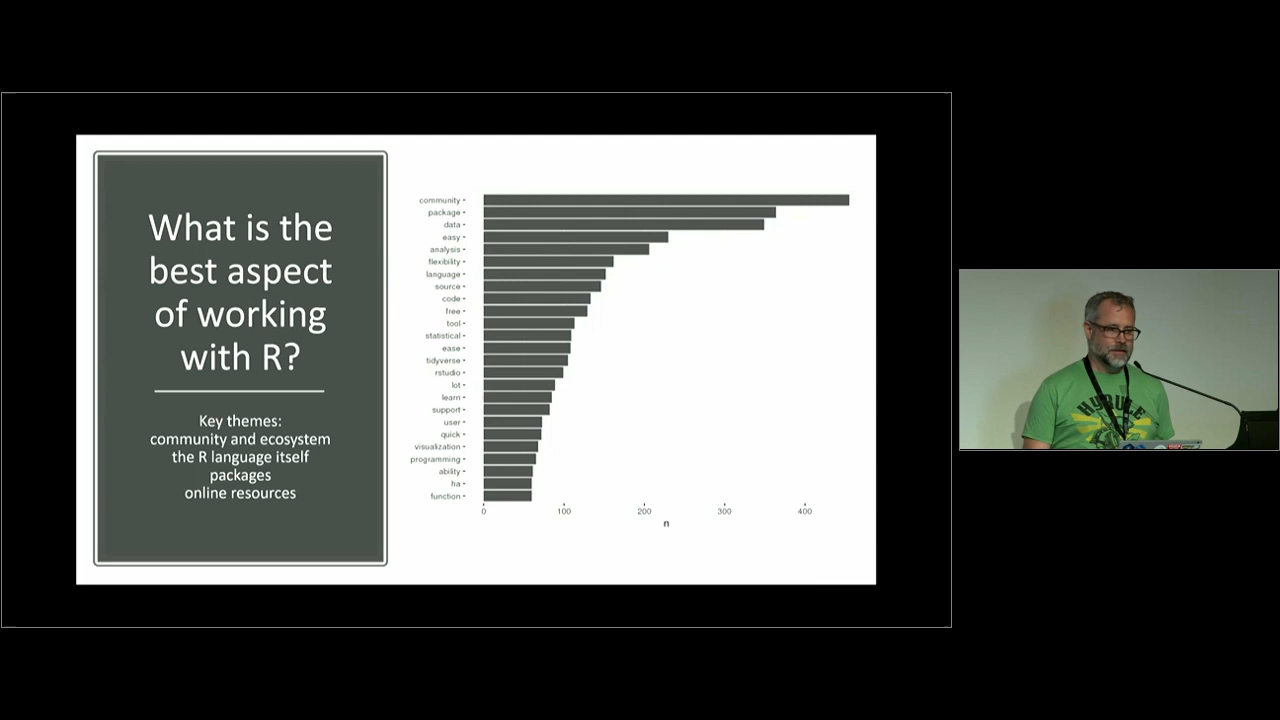 What is the
best aspect
of working
with R?
Key themes:
community and ecosystem
the R language itself
packages
online resources
community
package
data
easy
analysis
flexibility
language
source
code
free
tool
statistical
ease
tidyverse
rstudio
lot
learn
support
user
quick
visualization
programming
ability
ha
function
0 100 200 300 400
n
HYRULE